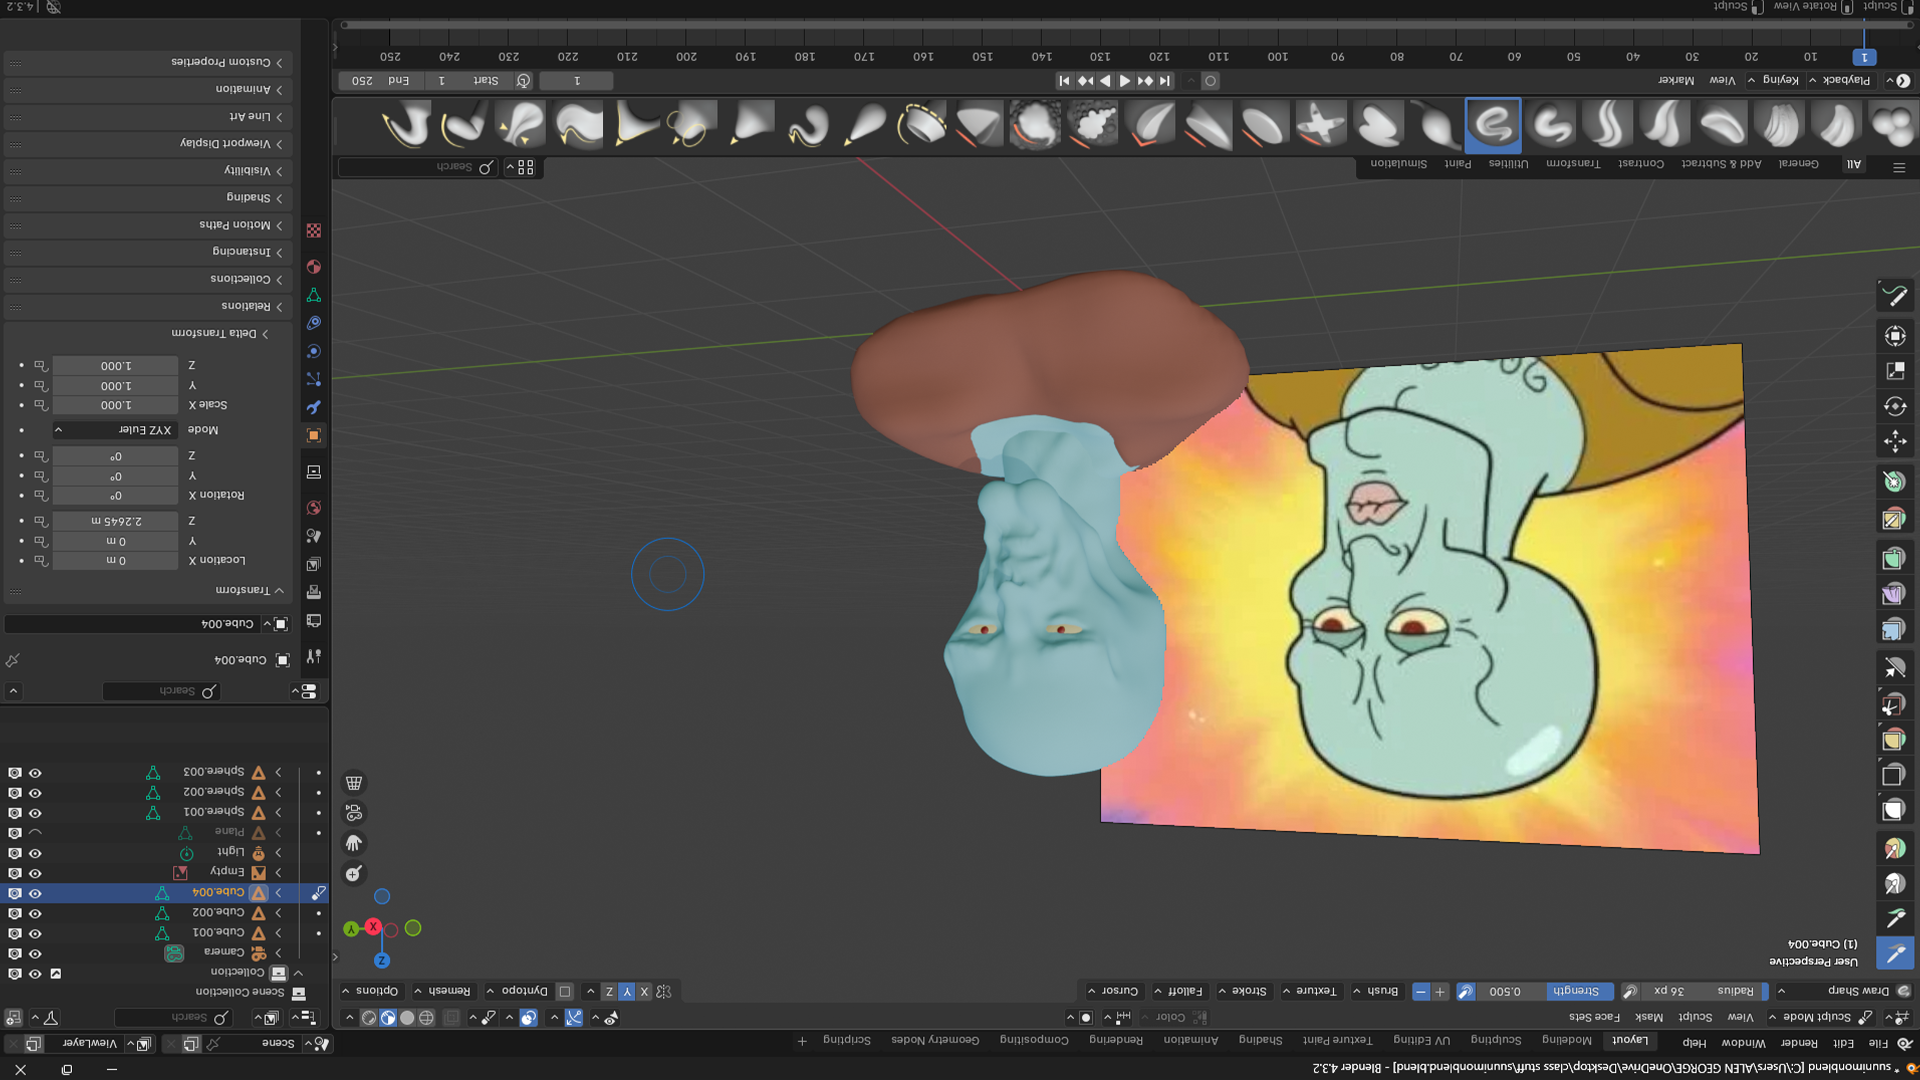 * suunimonblend [C:\Users\ALEN GEORGE\OneDrive\Desktop\class stuff\suunimonblend.blend] - Blender 4.3.2
File Edit Render Window Help Layout Modeling Sculpting UV Editing Texture Paint Shading Animation Rendering Compositing Geometry Nodes Scripting + Scene ViewLayer
Sculpt Mode View Sculpt Mask Face Sets Color
Draw Sharp Radius 36 px Strength 0.500 Brush Texture Stroke Falloff Cursor X Y Z Dyntopo Remesh Options
User Perspective
(1) Cube.004
Z
X
Y
Search
Scene Collection
Collection
Camera
Cube.001
Cube.002
Cube.004
Empty
Light
Plane
Sphere.001
Sphere.002
Sphere.003
Search
Cube.004
Cube.004
Transform
Location X 0 m
Y 0 m
Z 2.2645 m
Rotation X 0°
Y 0°
Z 0°
Mode XYZ Euler
Scale X 1.000
Y 1.000
Z 1.000
Delta Transform
Relations
Collections
Instancing
Motion Paths
Shading
Visibility
Viewport Display
Line Art
Animation
Custom Properties
All General Add & Subtract Contrast Transform Utilities Paint Simulation Search
Playback Keying View Marker 1 Start 1 End 250
1 10 20 30 40 50 60 70 80 90 100 110 120 130 140 150 160 170 180 190 200 210 220 230 240 250
Sculpt Rotate View Sculpt 4.3.2